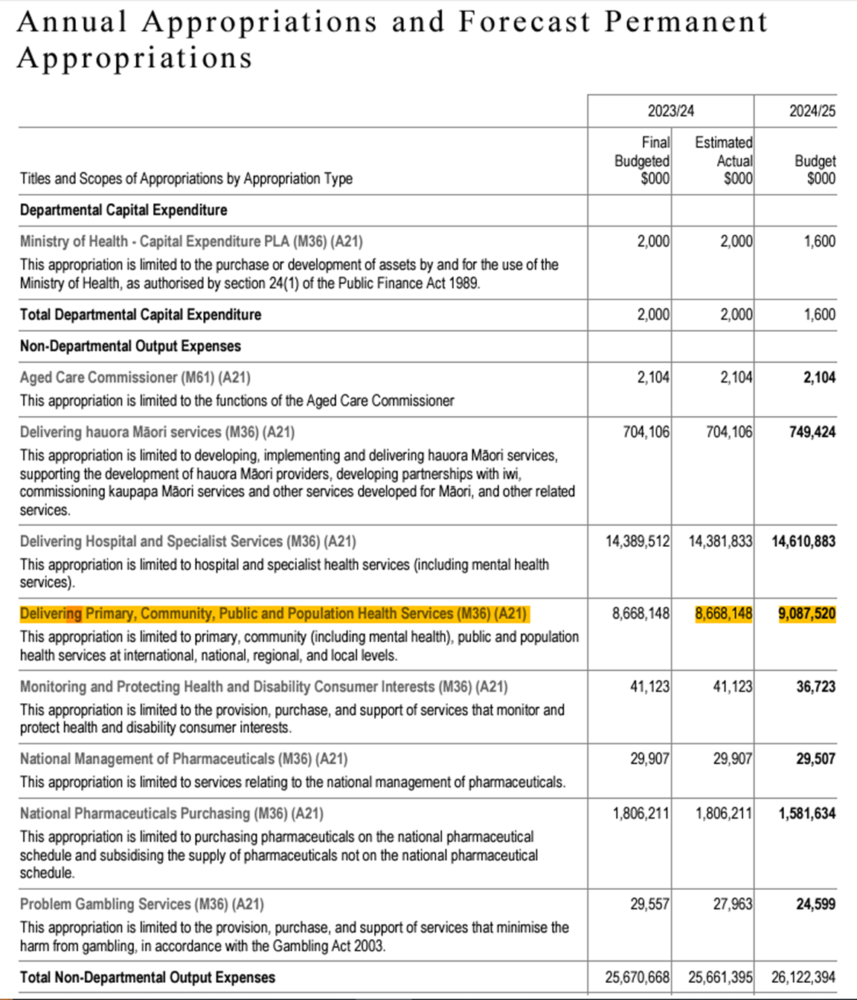 Annual Appropriations and Forecast Permanent
Appropriations
2023/24 2024/25
Titles and Scopes of Appropriations by Appropriation Type Final Budgeted $000 Estimated Actual $000 Budget $000
Departmental Capital Expenditure
Ministry of Health - Capital Expenditure PLA (M36) (A21) 2,000 2,000 1,600
This appropriation is limited to the purchase or development of assets by and for the use of the
Ministry of Health, as authorised by section 24(1) of the Public Finance Act 1989.
Total Departmental Capital Expenditure 2,000 2,000 1,600
Non-Departmental Output Expenses
Aged Care Commissioner (M61) (A21) 2,104 2,104 2,104
This appropriation is limited to the functions of the Aged Care Commissioner
Delivering hauora Māori services (M36) (A21) 704,106 704,106 749,424
This appropriation is limited to developing, implementing and delivering hauora Māori services,
supporting the development of hauora Māori providers, developing partnerships with iwi,
commissioning kaupapa Māori services and other services developed for Māori, and other related
services.
Delivering Hospital and Specialist Services (M36) (A21) 14,389,512 14,381,833 14,610,883
This appropriation is limited to hospital and specialist health services (including mental health
services).
Delivering Primary, Community, Public and Population Health Services (M36) (A21) 8,668,148 8,668,148 9,087,520
This appropriation is limited to primary, community (including mental health), public and population
health services at international, national, regional, and local levels.
Monitoring and Protecting Health and Disability Consumer Interests (M36) (A21) 41,123 41,123 36,723
This appropriation is limited to the provision, purchase, and support of services that monitor and
protect health and disability consumer interests.
National Management of Pharmaceuticals (M36) (A21) 29,907 29,907 29,507
This appropriation is limited to services relating to the national management of pharmaceuticals.
National Pharmaceuticals Purchasing (M36) (A21) 1,806,211 1,806,211 1,581,634
This appropriation is limited to purchasing pharmaceuticals on the national pharmaceutical
schedule and subsidising the supply of pharmaceuticals not on the national pharmaceutical
schedule.
Problem Gambling Services (M36) (A21) 29,557 27,963 24,599
This appropriation is limited to the provision, purchase, and support of services that minimise the
harm from gambling, in accordance with the Gambling Act 2003.
Total Non-Departmental Output Expenses 25,670,668 25,661,395 26,122,394